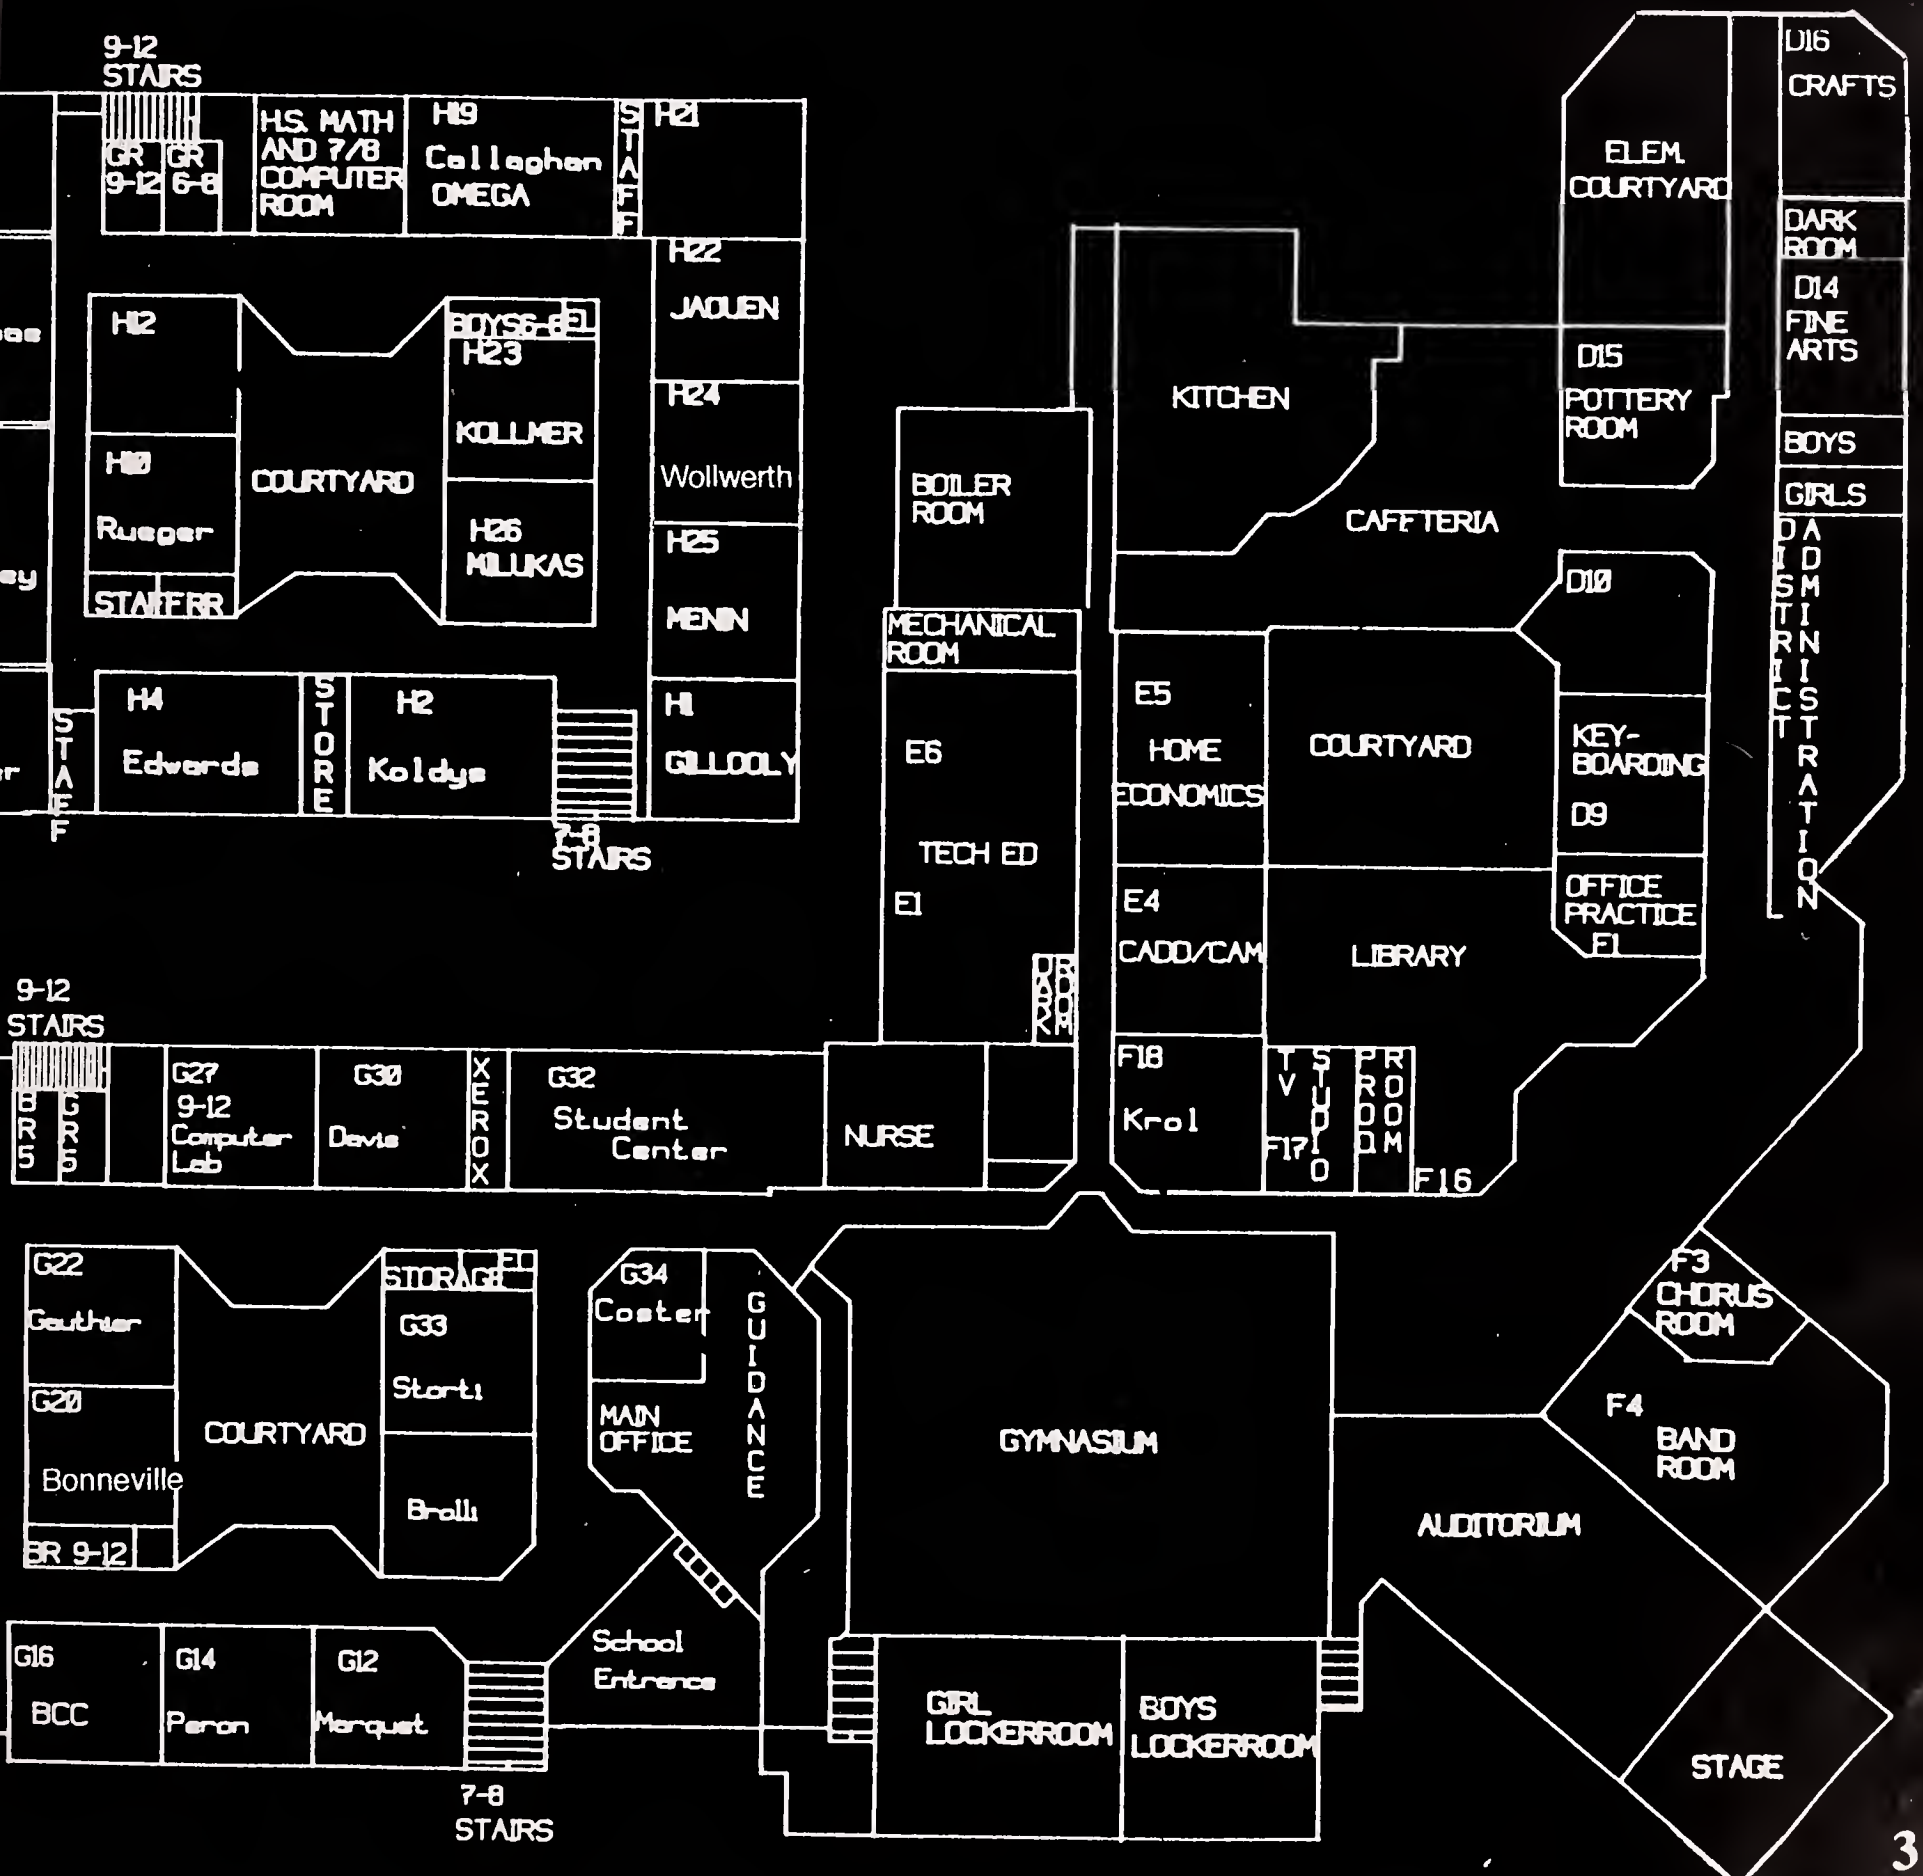 9-12
STAIRS
GR
9-12
GR
6-8
H.S. MATH
AND 7/8
COMPUTER
ROOM
H19
Callaghan
OMEGA
STAFF
H21
H22
JAOUEN
H24
Wollwerth
H25
MENIN
H1
GILLOOLY
H12
H10
Rueger
STAFF RR
COURTYARD
BOYS 6-8
H23
KOLLMER
H26
MILUKAS
ey
r
STAFF
H4
Edwards
STORE
H2
Koldys
7-8
STAIRS
ELEM.
COURTYARD
D16
CRAFTS
DARK
ROOM
D14
FINE
ARTS
BOYS
GIRLS
DISTRICT
ADMINISTRATION
D15
POTTERY
ROOM
KITCHEN
CAFFTERIA
BOILER
ROOM
MECHANICAL
ROOM
E6
TECH ED
E1
DARK
ROOM
E5
HOME
ECONOMICS
COURTYARD
D10
KEY-
BOARDING
D9
OFFICE
PRACTICE
F1
E4
CADD/CAM
LIBRARY
F18
Krol
TV
STUDIO
F17
PROD
ROOM
F16
9-12
STAIRS
BRS
GRS
G27
9-12
Computer
Lab
G30
Davis
XEROX
G32
Student
Center
NURSE
G22
Gauthier
G20
Bonneville
BR 9-12
COURTYARD
STORAGE
G33
Storti
Brolli
G34
Coster
GUIDANCE
MAIN
OFFICE
GYMNASIUM
F3
CHORUS
ROOM
F4
BAND
ROOM
AUDITORIUM
STAGE
School
Entrance
G16
BCC
G14
Peron
G12
Marquet
7-8
STAIRS
GIRL
LOCKERROOM
BOYS
LOCKERROOM
3